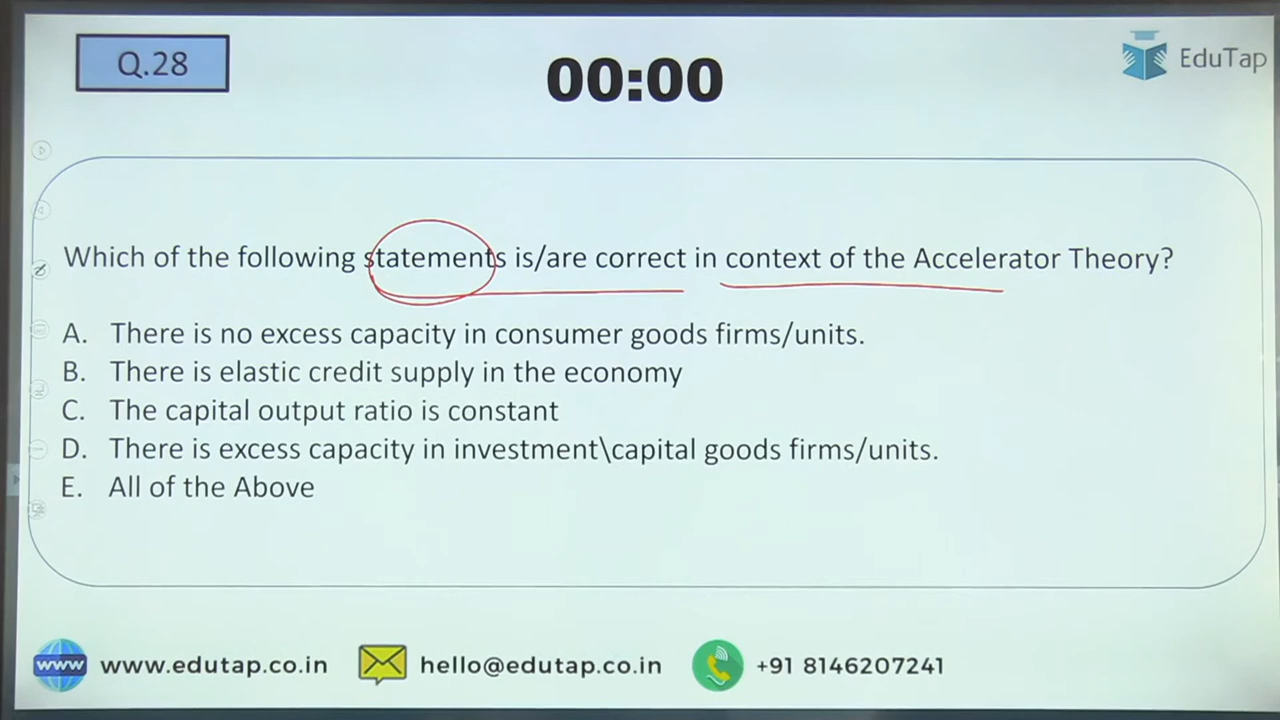 Q.28
00:00
EduTap
Which of the following statements is/are correct in context of the Accelerator Theory?
A. There is no excess capacity in consumer goods firms/units.
B. There is elastic credit supply in the economy
C. The capital output ratio is constant
D. There is excess capacity in investment\capital goods firms/units.
E. All of the Above
www www.edutap.co.in hello@edutap.co.in +91 8146207241